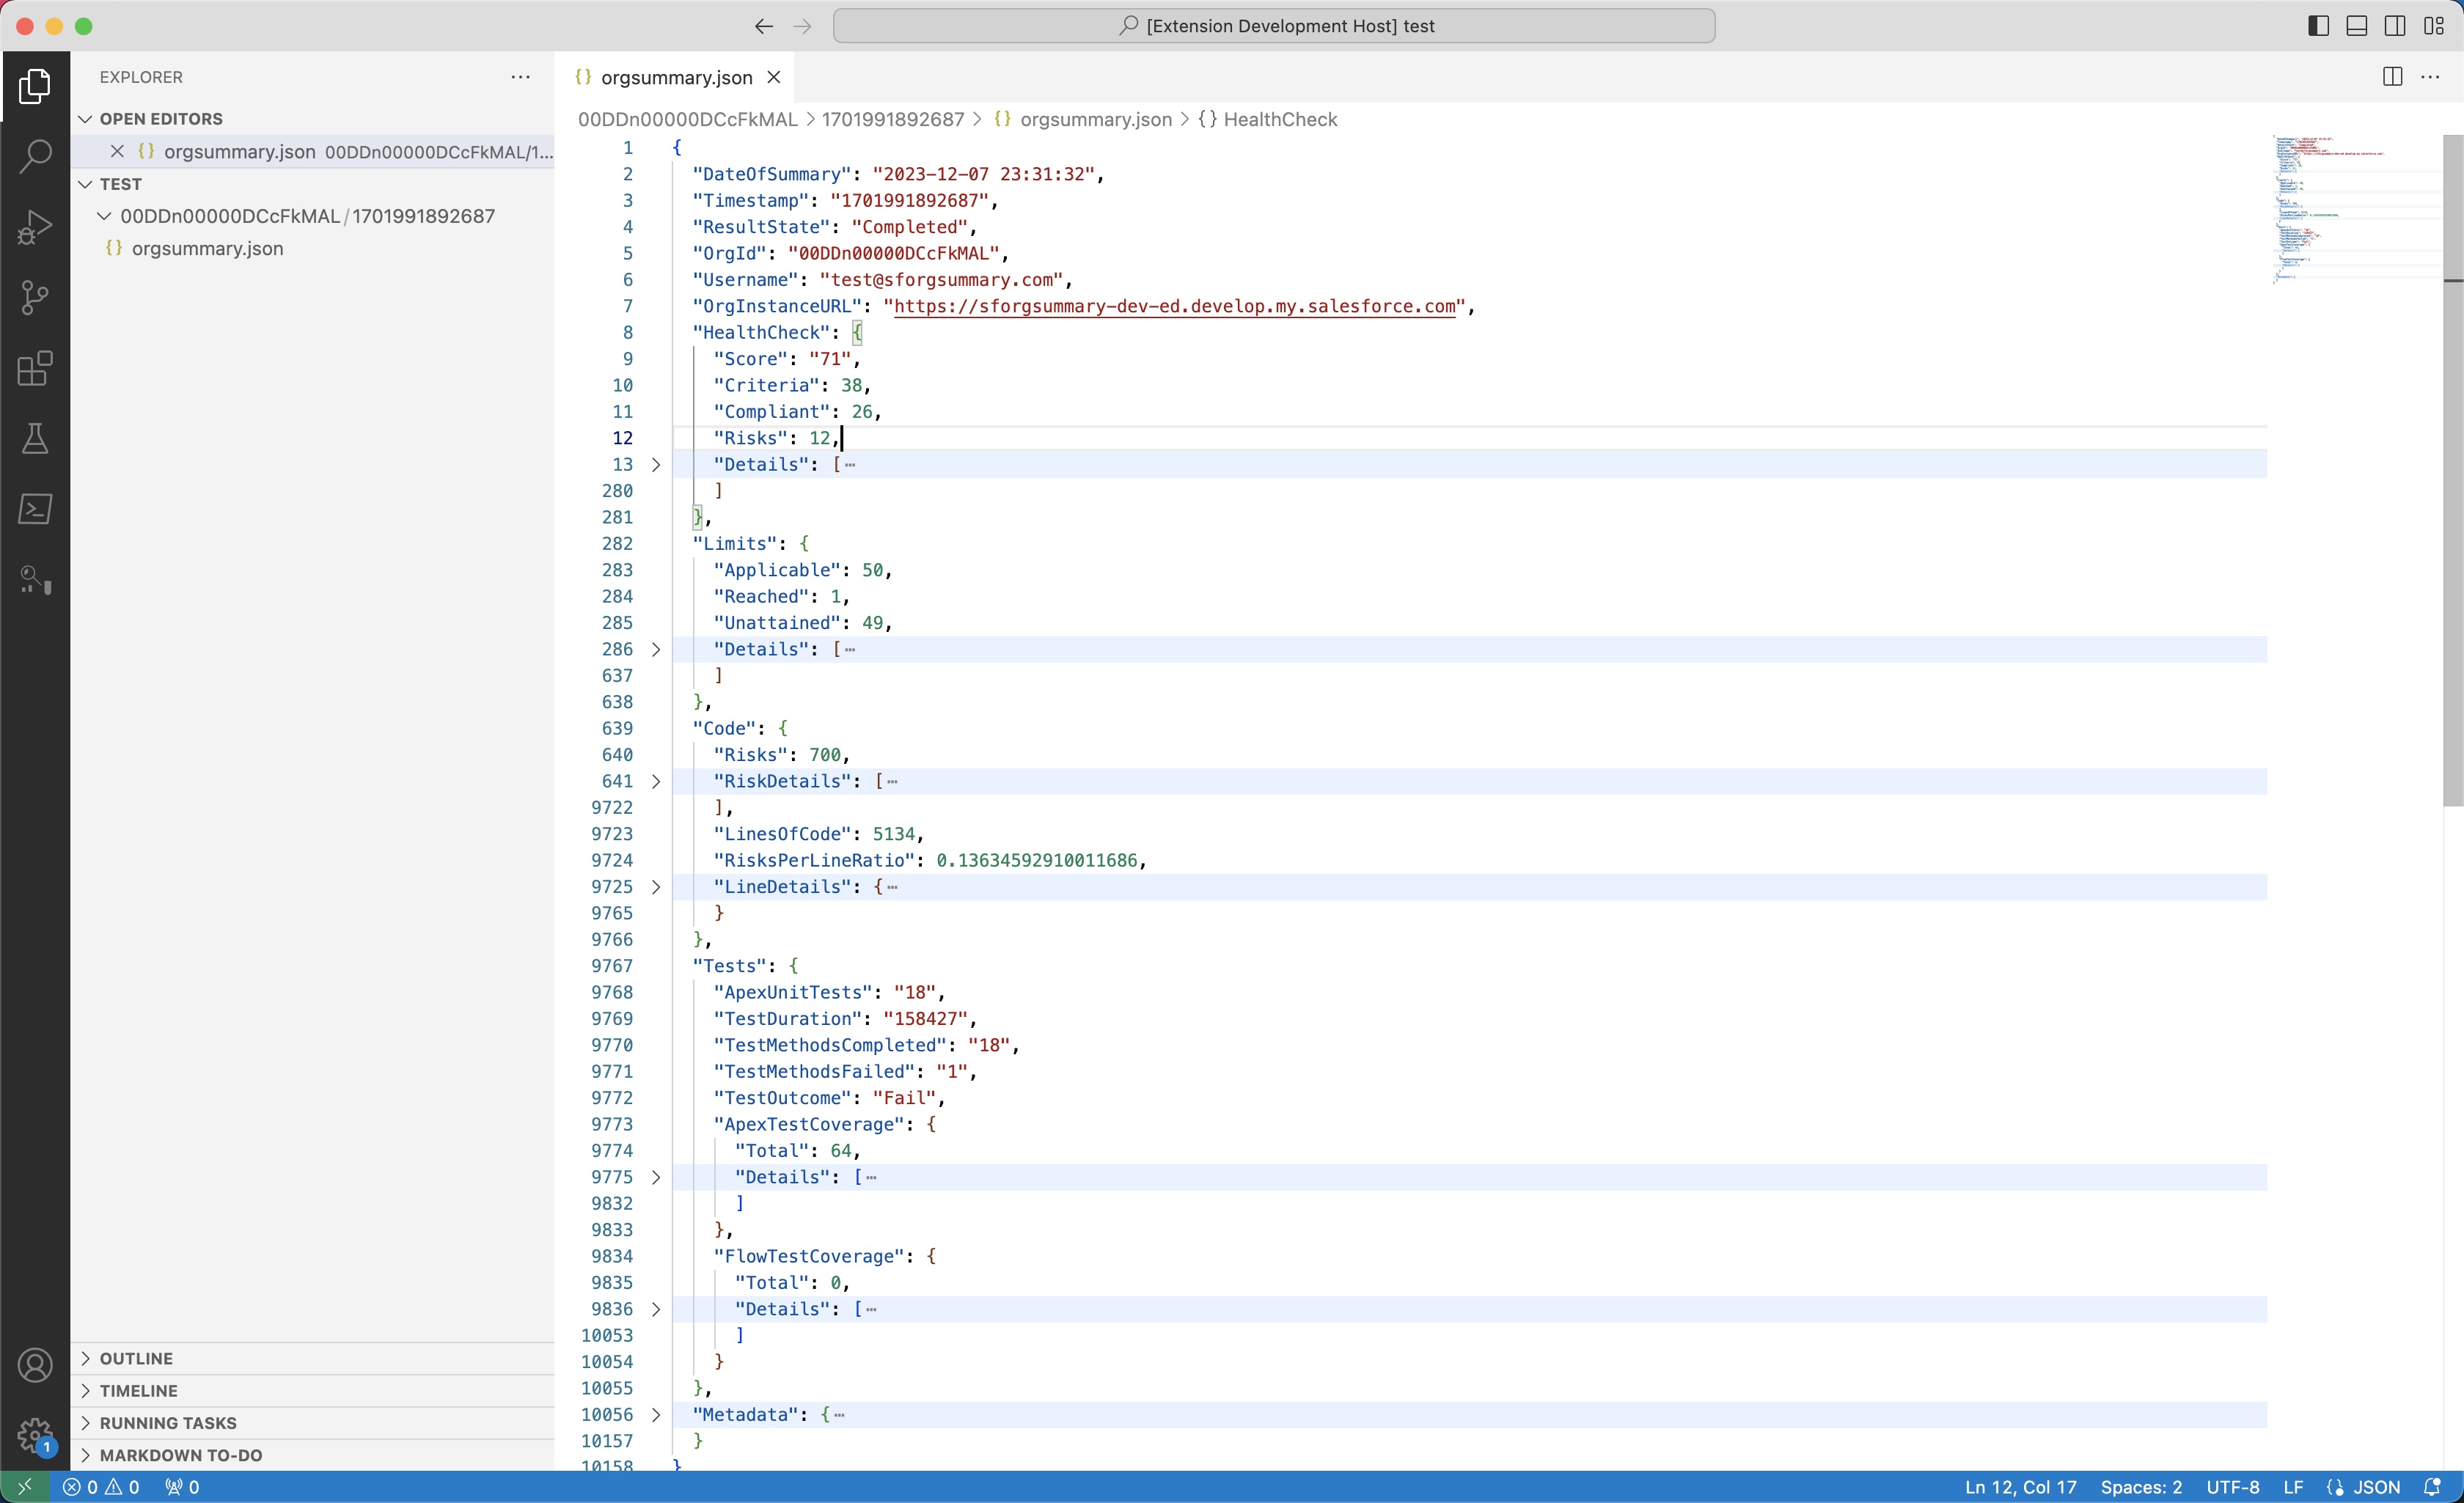 [Extension Development Host] test
EXPLORER
OPEN EDITORS
orgsummary.json 00DDn00000DCcFkMAL/1...
TEST
00DDn00000DCcFkMAL/1701991892687
orgsummary.json
OUTLINE
TIMELINE
RUNNING TASKS
MARKDOWN TO-DO
1
orgsummary.json
00DDn00000DCcFkMAL > 1701991892687 > {} orgsummary.json > {} HealthCheck
1 {
2 "DateOfSummary": "2023-12-07 23:31:32",
3 "Timestamp": "1701991892687",
4 "ResultState": "Completed",
5 "OrgId": "00DDn00000DCcFkMAL",
6 "Username": "test@sforgsummary.com",
7 "OrgInstanceURL": "https://sforgsummary-dev-ed.develop.my.salesforce.com",
8 "HealthCheck": {
9 "Score": "71",
10 "Criteria": 38,
11 "Compliant": 26,
12 "Risks": 12,
13 "Details": [⋯
280 ]
281 },
282 "Limits": {
283 "Applicable": 50,
284 "Reached": 1,
285 "Unattained": 49,
286 "Details": [⋯
637 ]
638 },
639 "Code": {
640 "Risks": 700,
641 "RiskDetails": [⋯
9722 ],
9723 "LinesOfCode": 5134,
9724 "RisksPerLineRatio": 0.13634592910011686,
9725 "LineDetails": {⋯
9765 }
9766 },
9767 "Tests": {
9768 "ApexUnitTests": "18",
9769 "TestDuration": "158427",
9770 "TestMethodsCompleted": "18",
9771 "TestMethodsFailed": "1",
9772 "TestOutcome": "Fail",
9773 "ApexTestCoverage": {
9774 "Total": 64,
9775 "Details": [⋯
9832 ]
9833 },
9834 "FlowTestCoverage": {
9835 "Total": 0,
9836 "Details": [⋯
10053 ]
10054 }
10055 },
10056 "Metadata": {⋯
10157 }
10158 }
0 0 0
Ln 12, Col 17 Spaces: 2 UTF-8 LF JSON